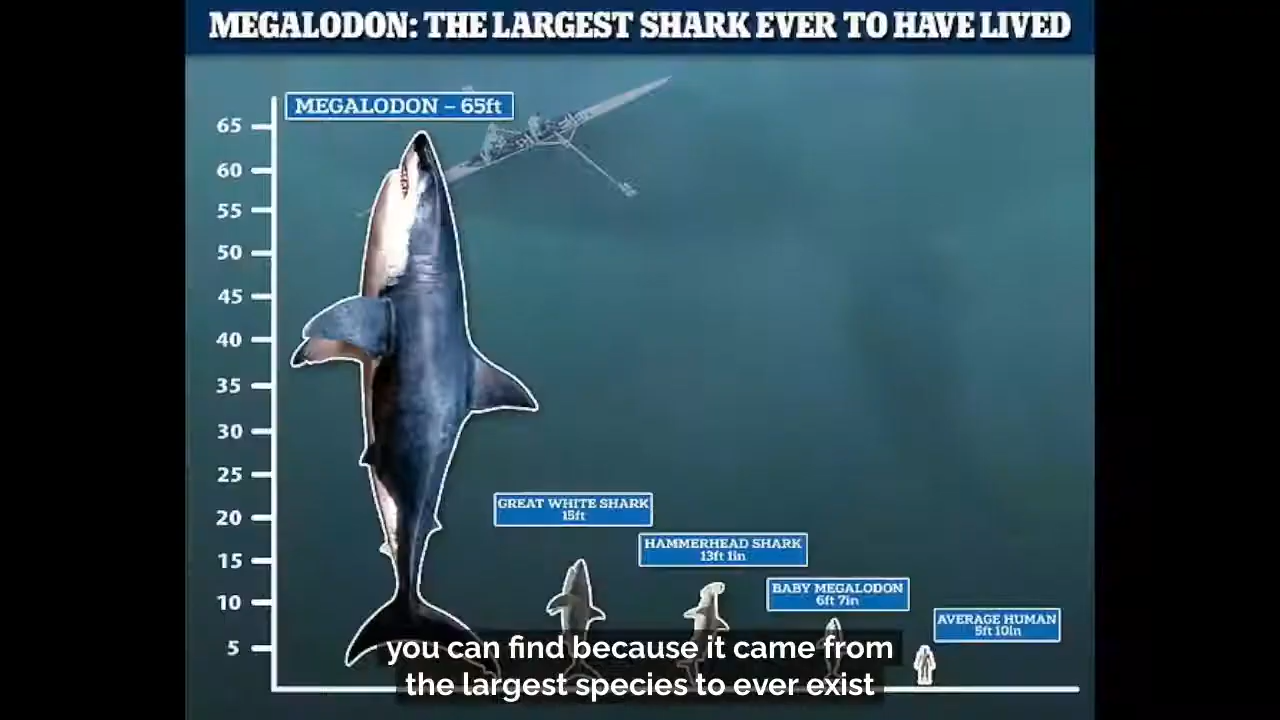 MEGALODON: THE LARGEST SHARK EVER TO HAVE LIVED
MEGALODON – 65ft
65
60
55
50
45
40
35
30
25
20
15
10
5
GREAT WHITE SHARK
15ft
HAMMERHEAD SHARK
13ft 1in
BABY MEGALODON
6ft 7in
AVERAGE HUMAN
5ft 10in
you can find because it came from
the largest species to ever exist